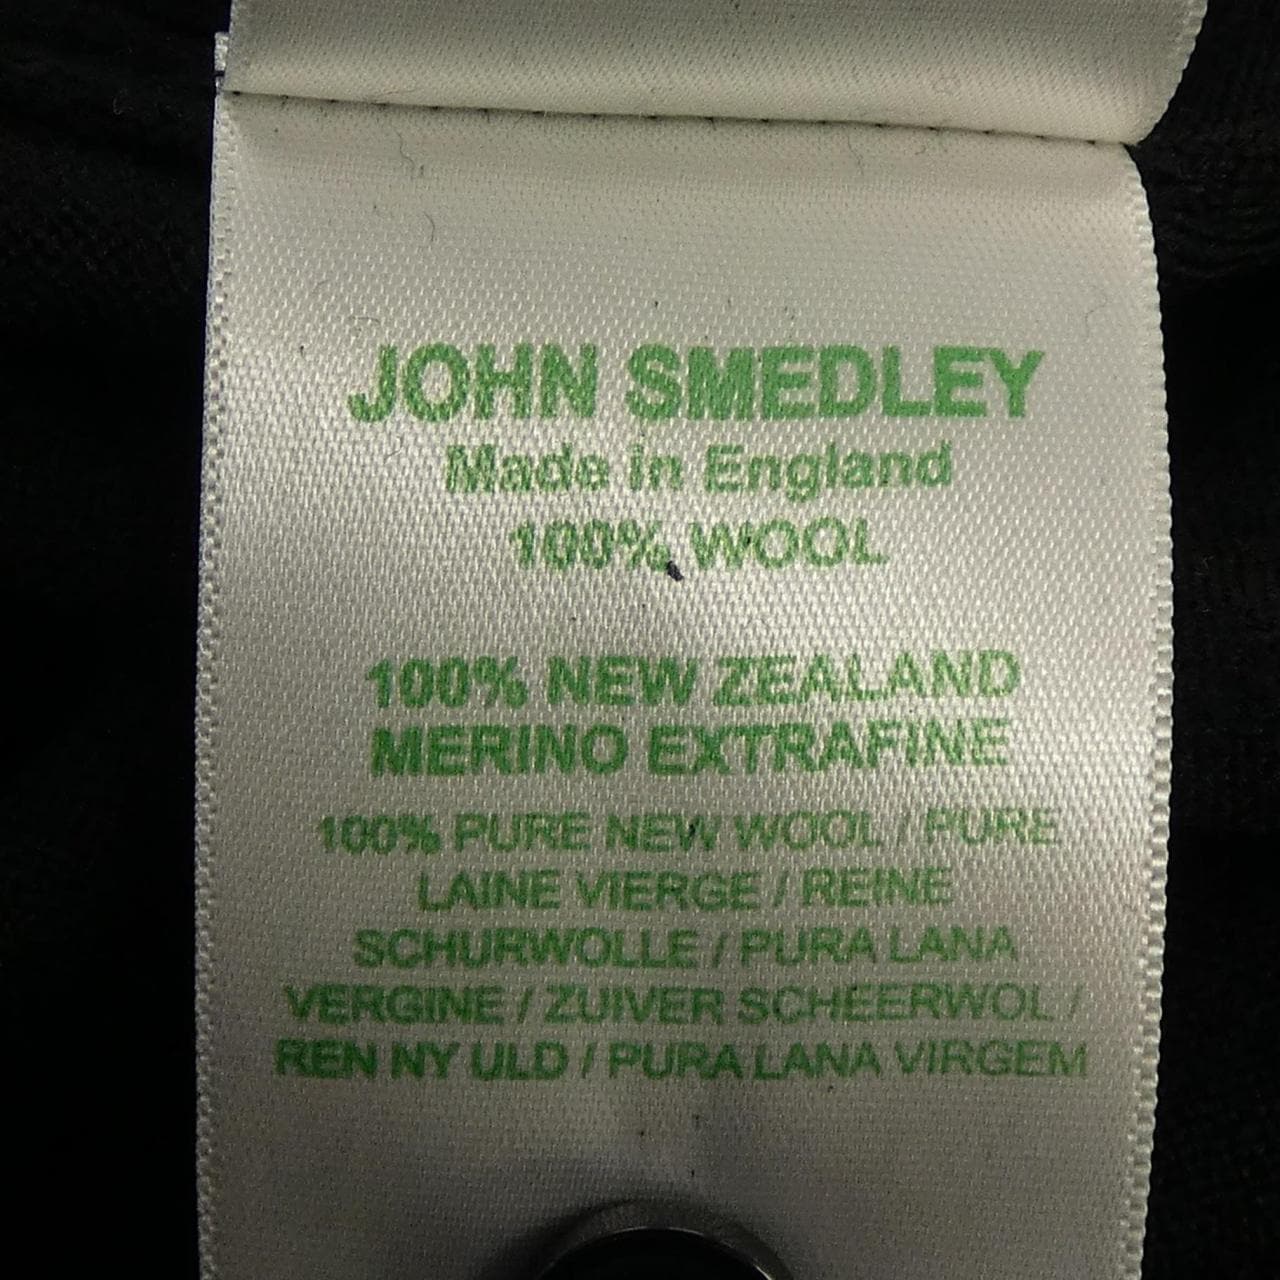 JOHN SMEDLEY
Made in England
100% WOOL
100% NEW ZEALAND
MERINO EXTRAFINE
100% PURE NEW WOOL / PURE
LAINE VIERGE / REINE
SCHURWOLLE / PURA LANA
VERGINE / ZUIVER SCHEERWOL /
REN NY ULD / PURA LANA VIRGEM